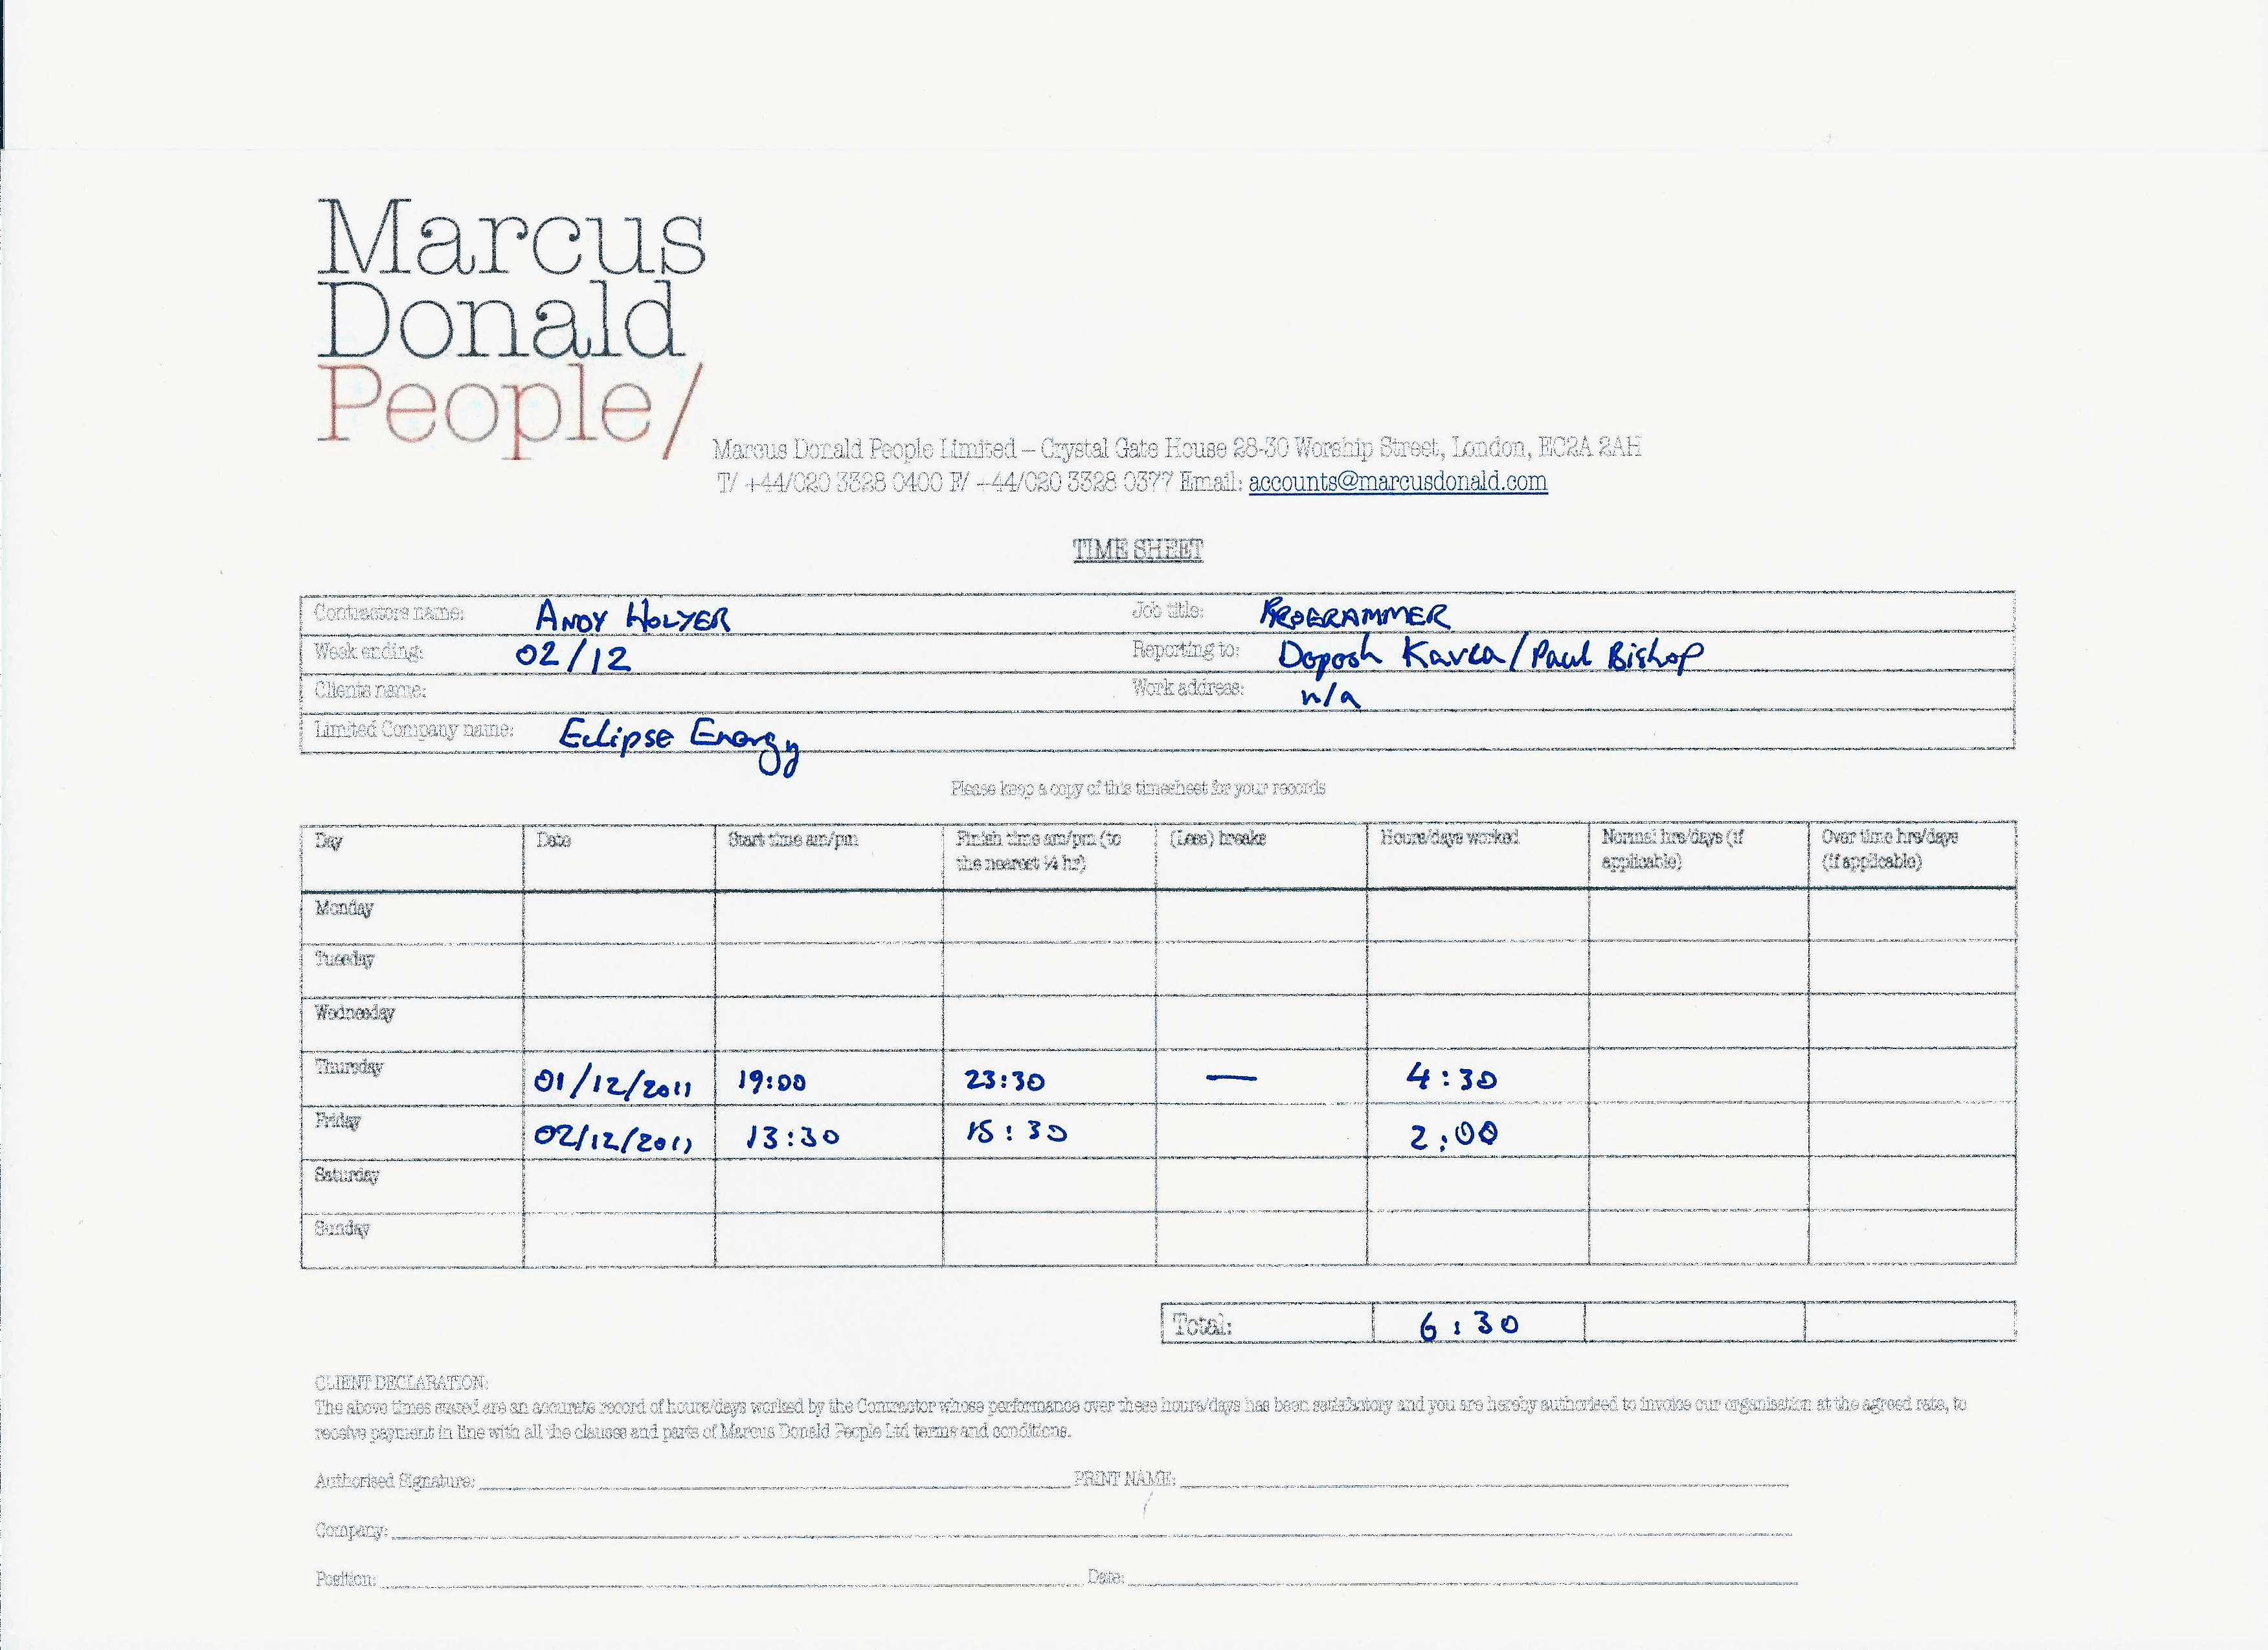 Marcus
Donald
People/
Marcus Donald People Limited – Crystal Gate House 28-30 Worship Street, London, EC2A 2AH
T/ +44/020 3328 0400 F/ +44/020 3328 0377 Email: accounts@marcusdonald.com
TIME SHEET
Contractors name: ANDY HOLYER Job title: PROGRAMMER
Week ending: 02/12 Reporting to: Paul Bishop
Clients name: Work address: n/a
Limited Company name: Eclipse Energy
Please keep a copy of this timesheet for your records
Day Date Start time am/pm Finish time am/pm (to the nearest ¼ hr) (Less) breaks Hours/days worked Normal hrs/days (if applicable) Over time hrs/days (if applicable)
Monday
Tuesday
Wednesday
Thursday 01/12/2011 19:00 23:30 — 4:30
Friday 02/12/2011 13:30 15:30 2:00
Saturday
Sunday
Total: 6:30
CLIENT DECLARATION:
The above times stated are an accurate record of hours/days worked by the Contractor whose performance over these hours/days has been satisfactory and you are hereby authorised to invoice our organisation at the agreed rate, to
receive payment in line with all the clauses and parts of Marcus Donald People Ltd terms and conditions.
Authorised Signature: PRINT NAME:
Company:
Position: Date: